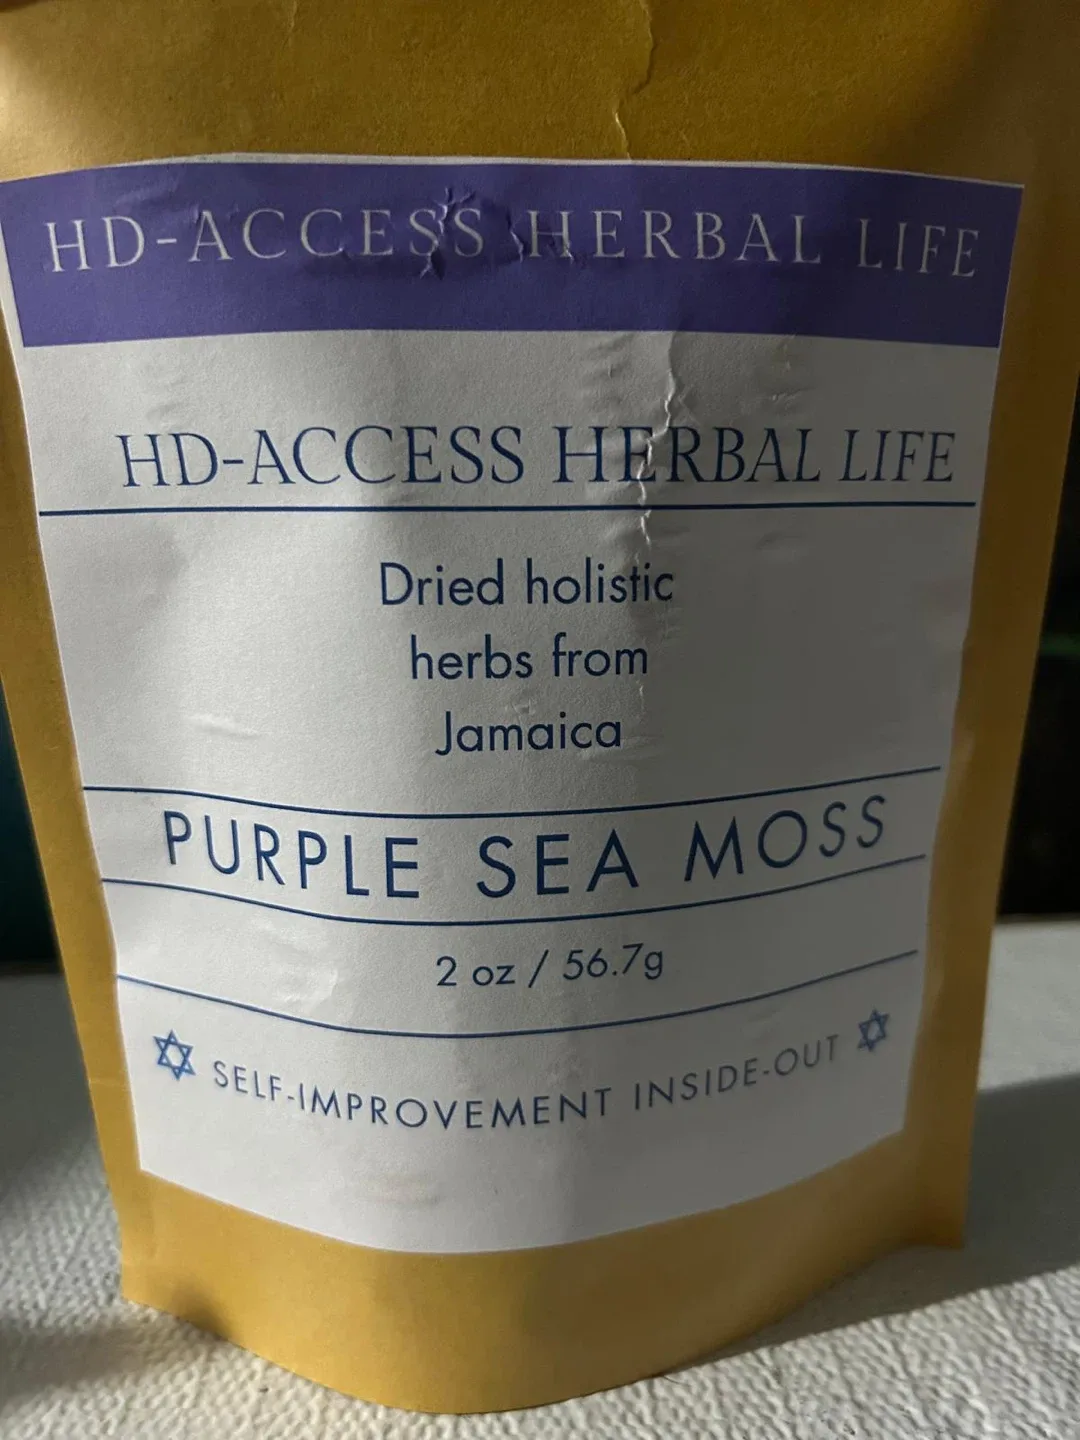 HD-ACCESS HERBAL LIFE
HD-ACCESS HERBAL LIFE
Dried holistic
herbs from
Jamaica
PURPLE SEA MOSS
2 oz / 56.7g
SELF-IMPROVEMENT INSIDE-OUT